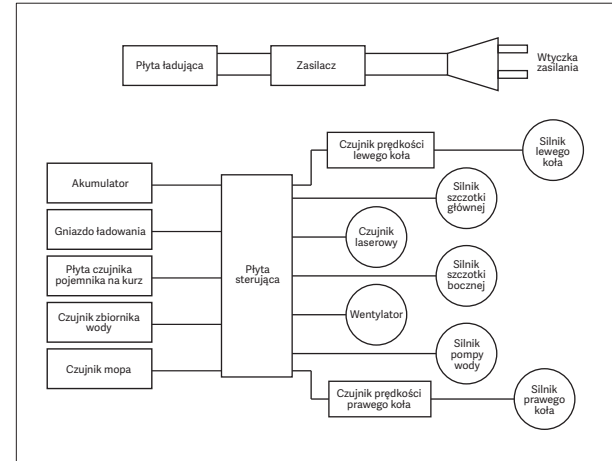 Płyta ładująca
Zasilacz
Wtyczka
zasilania
Czujnik prędkości
lewego koła
Silnik
lewego
koła
Akumulator
Silnik
szczotki
głównej
Gniazdo ładowania
Czujnik
laserowy
Płyta czujnika
pojemnika na kurz
Płyta
sterująca
Silnik
szczotki
bocznej
Czujnik zbiornika
wody
Wentylator
Czujnik mopa
Silnik
pompy
wody
Czujnik prędkości
prawego koła
Silnik
prawego
koła